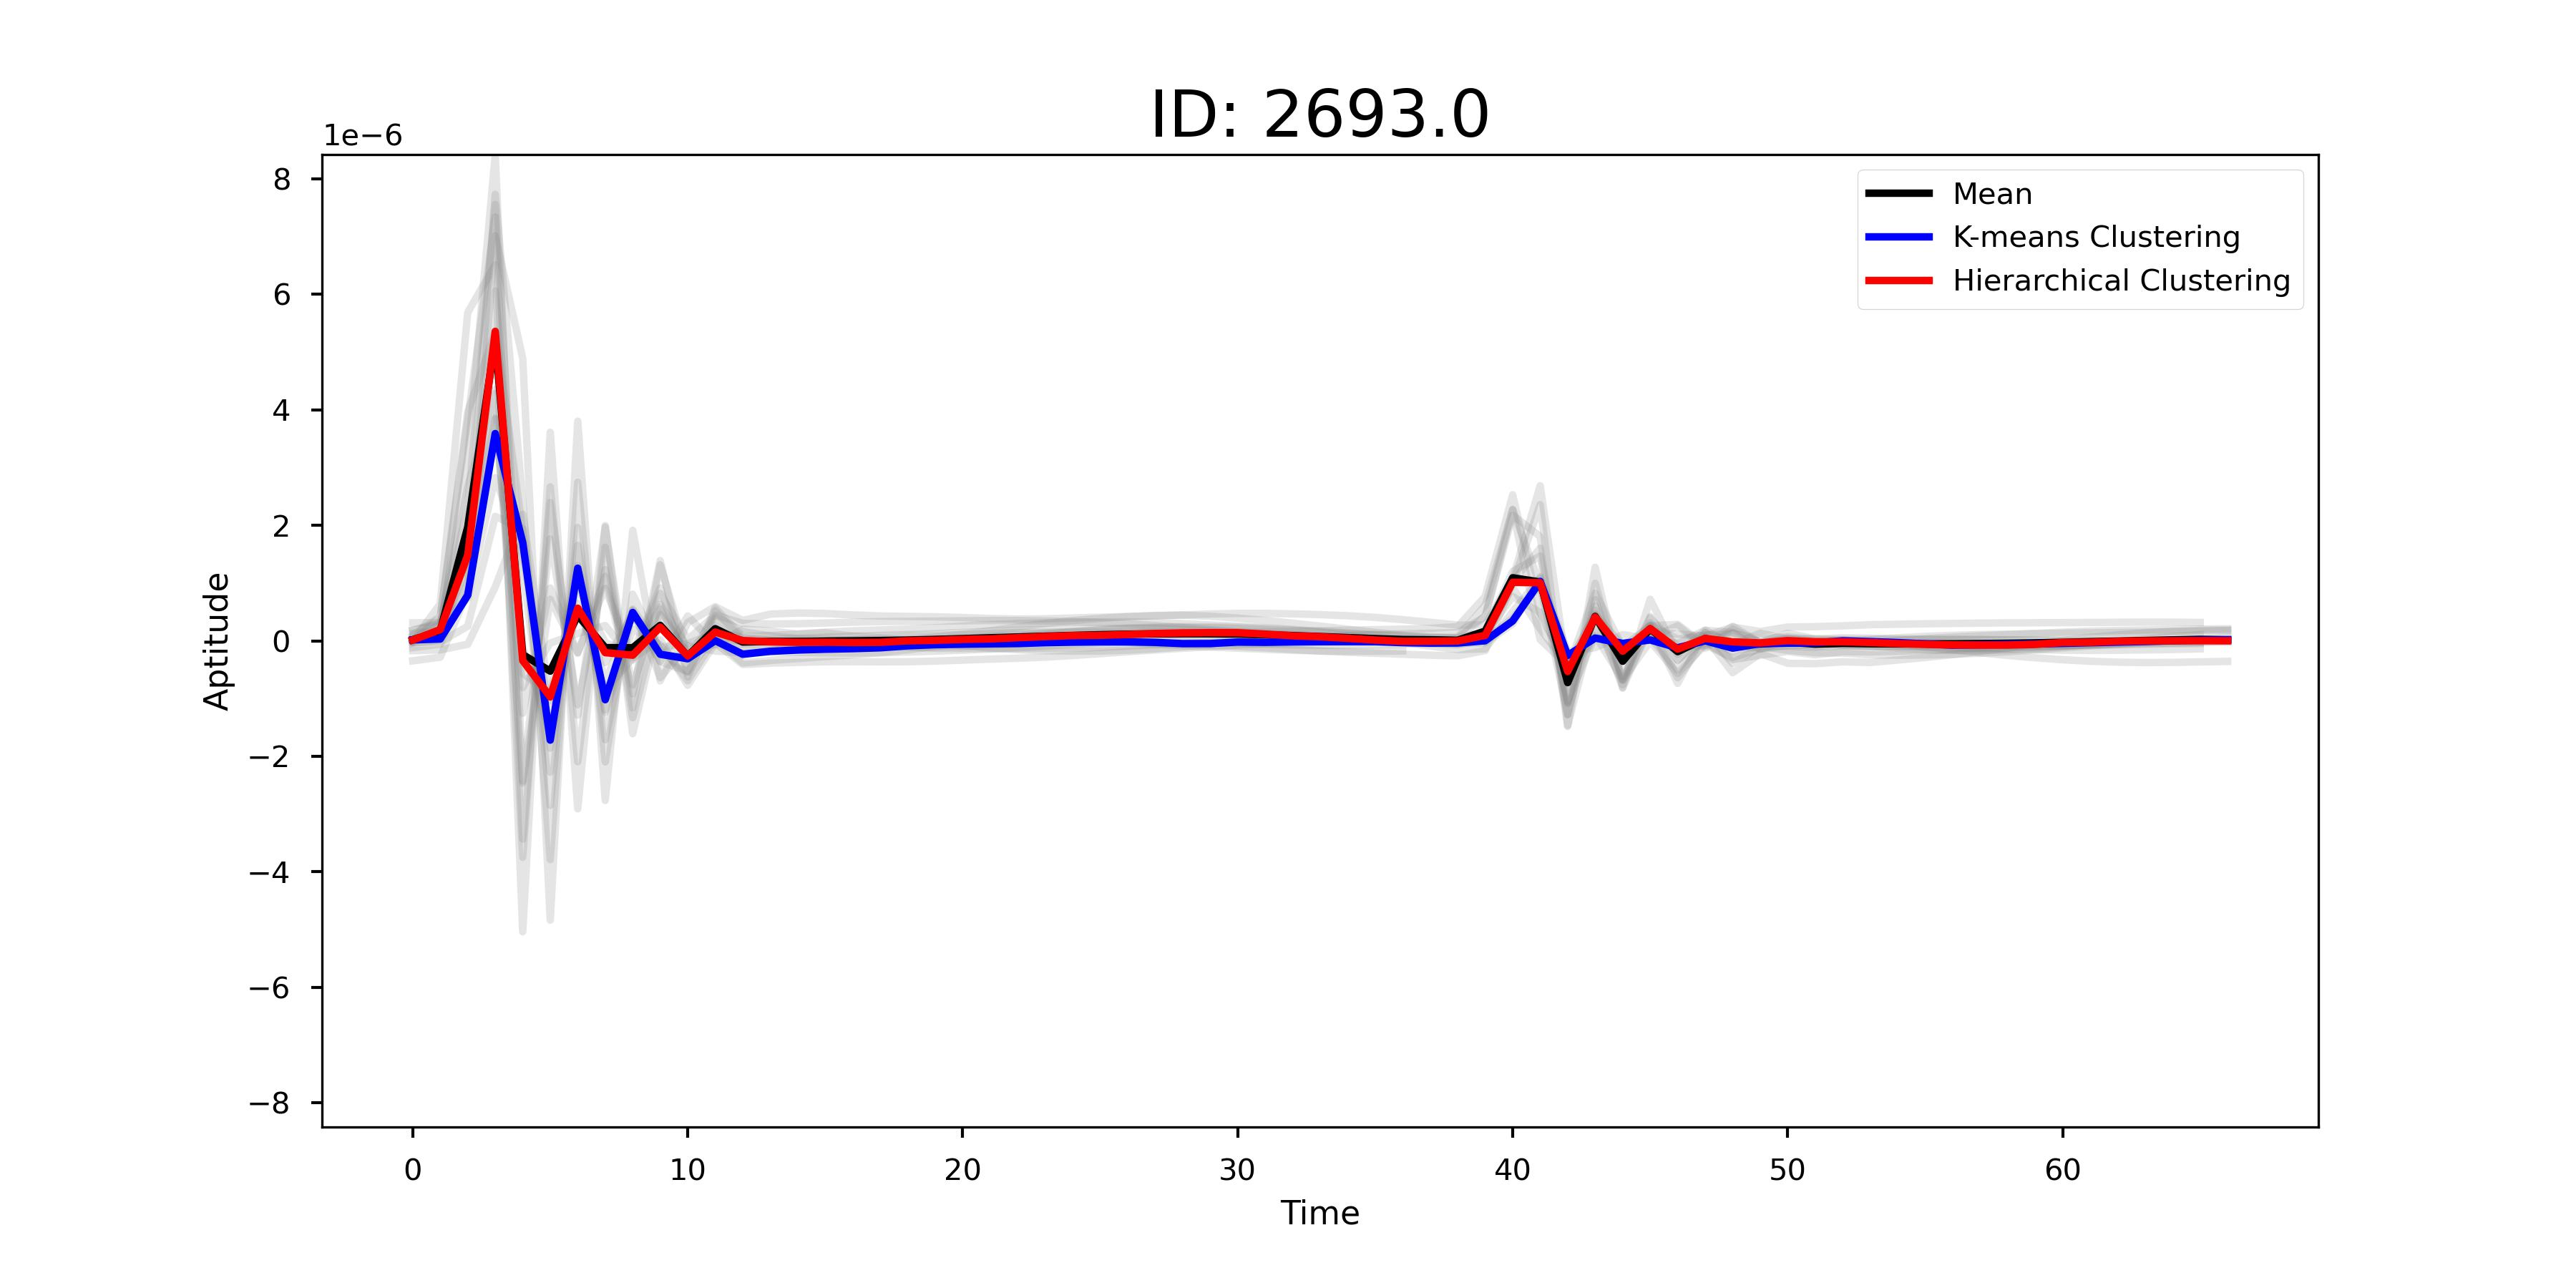 ID: 2693.0
1e−6
8
6
4
2
0
−2
−4
−6
−8
Aptitude
0 10 20 30 40 50 60
Time
Mean
K-means Clustering
Hierarchical Clustering